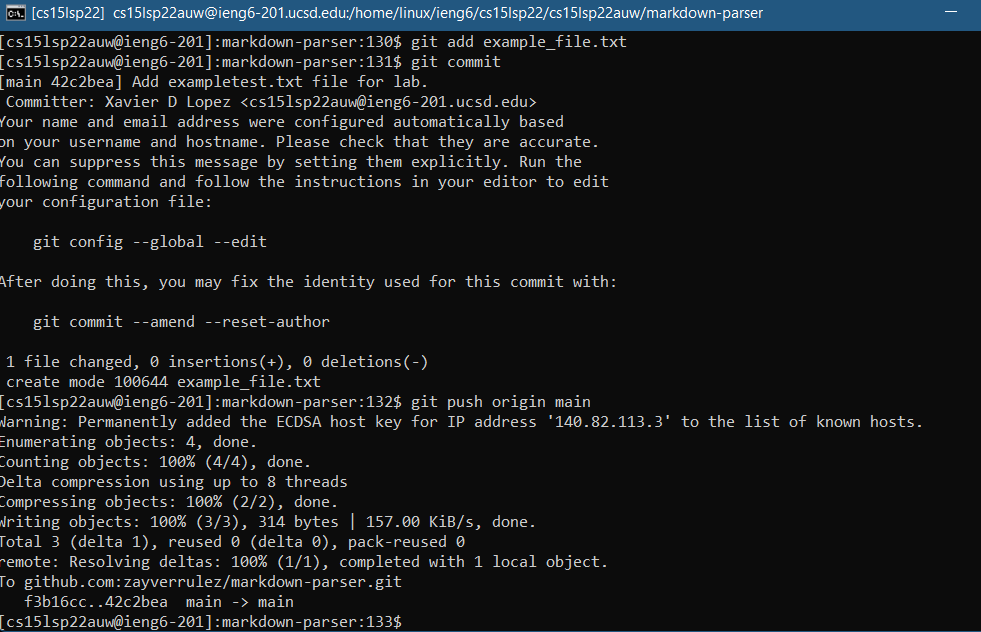 [cs15lsp22] cs15lsp22auw@ieng6-201.ucsd.edu:/home/linux/ieng6/cs15lsp22/cs15lsp22auw/markdown-parser
[cs15lsp22auw@ieng6-201]:markdown-parser:130$ git add example_file.txt
[cs15lsp22auw@ieng6-201]:markdown-parser:131$ git commit
[main 42c2bea] Add exampletest.txt file for lab.
 Committer: Xavier D Lopez <cs15lsp22auw@ieng6-201.ucsd.edu>
Your name and email address were configured automatically based
on your username and hostname. Please check that they are accurate.
You can suppress this message by setting them explicitly. Run the
following command and follow the instructions in your editor to edit
your configuration file:

    git config --global --edit

After doing this, you may fix the identity used for this commit with:

    git commit --amend --reset-author

 1 file changed, 0 insertions(+), 0 deletions(-)
 create mode 100644 example_file.txt
[cs15lsp22auw@ieng6-201]:markdown-parser:132$ git push origin main
Warning: Permanently added the ECDSA host key for IP address '140.82.113.3' to the list of known hosts.
Enumerating objects: 4, done.
Counting objects: 100% (4/4), done.
Delta compression using up to 8 threads
Compressing objects: 100% (2/2), done.
Writing objects: 100% (3/3), 314 bytes | 157.00 KiB/s, done.
Total 3 (delta 1), reused 0 (delta 0), pack-reused 0
remote: Resolving deltas: 100% (1/1), completed with 1 local object.
To github.com:zayverrulez/markdown-parser.git
   f3b16cc..42c2bea  main -> main
[cs15lsp22auw@ieng6-201]:markdown-parser:133$